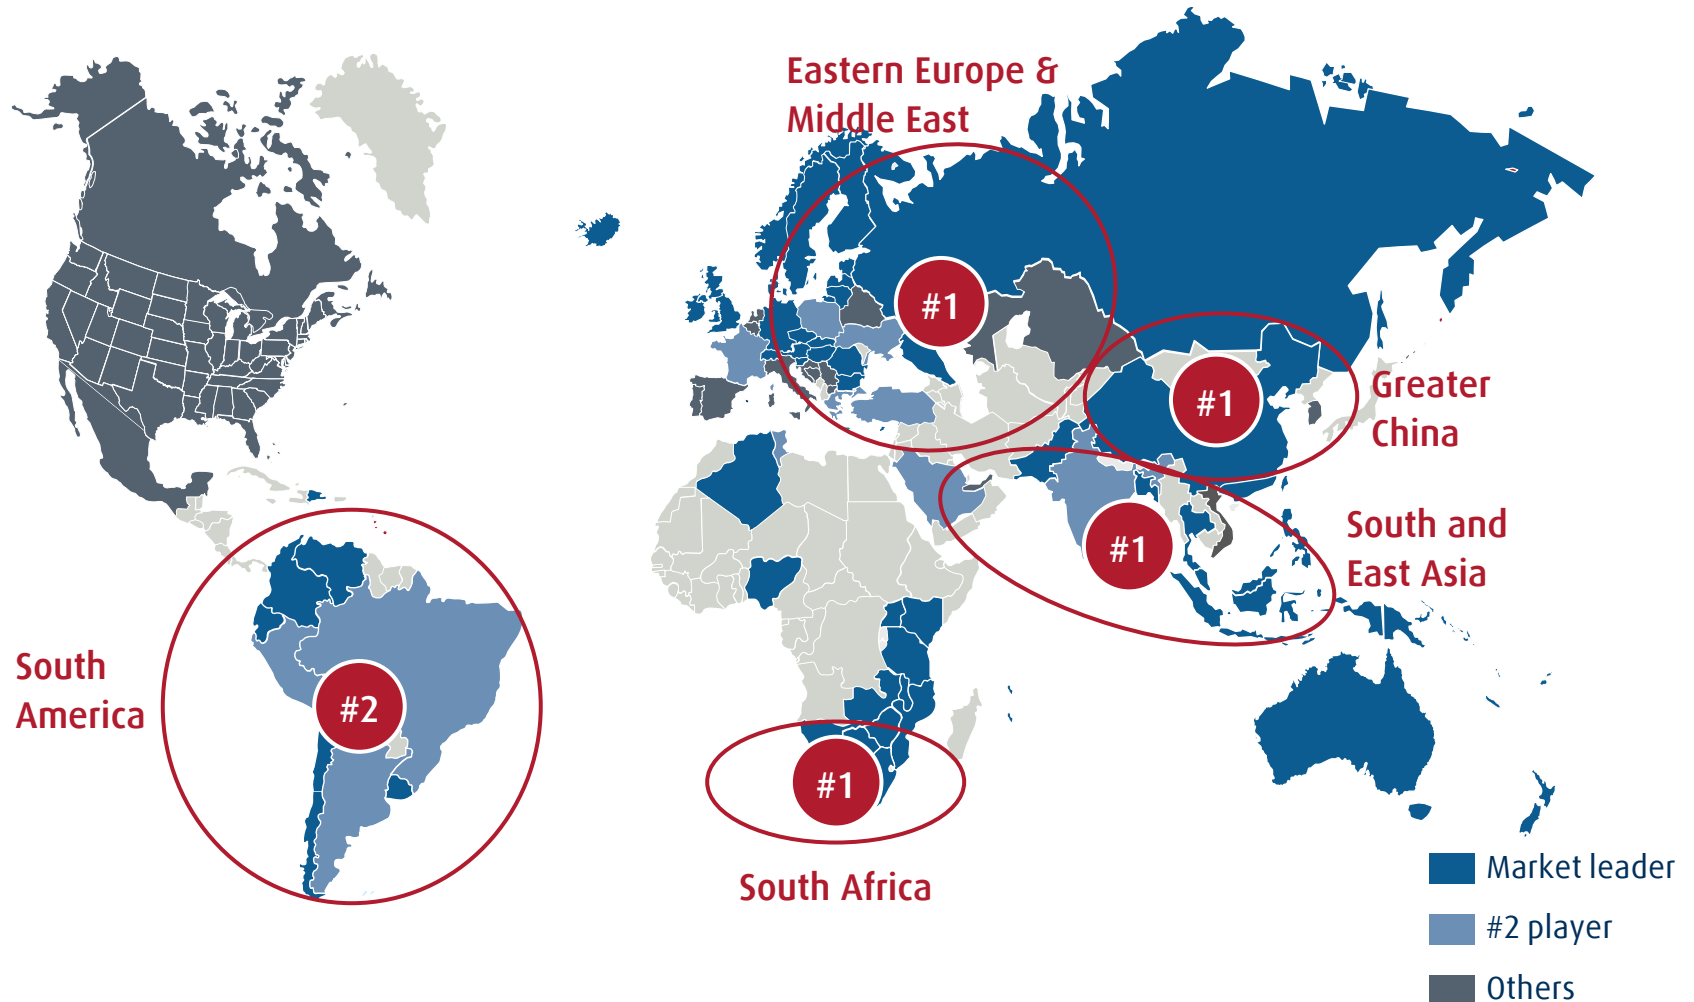 Eastern Europe &
Middle East
#1
#1
Greater
China
#1
South and
East Asia
South
America
#2
#1
South Africa
Market leader
#2 player
Others